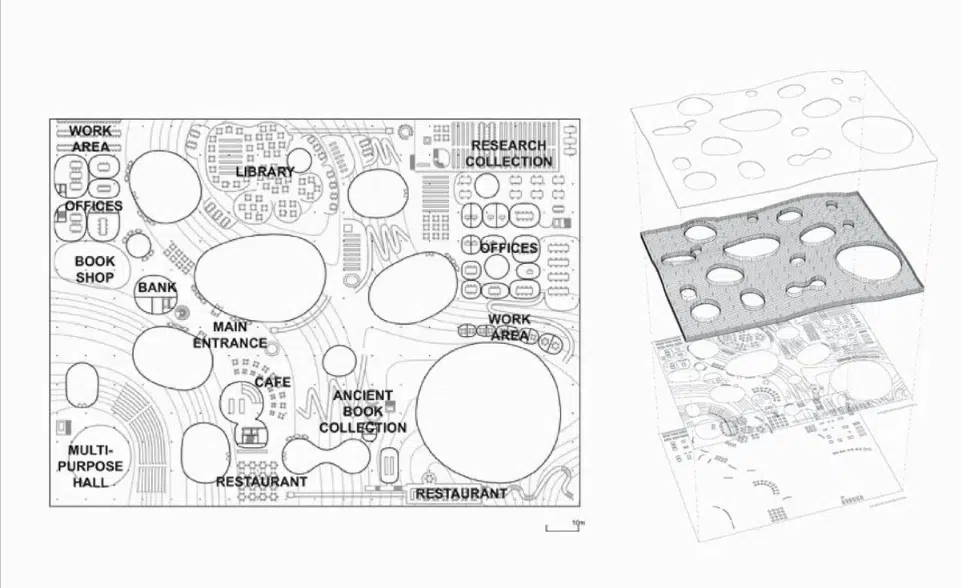 WORK
AREA
OFFICES
BOOK
SHOP
BANK
LIBRARY
RESEARCH
COLLECTION
OFFICES
WORK
AREA
MAIN
ENTRANCE
CAFE
ANCIENT
BOOK
COLLECTION
MULTI-
PURPOSE
HALL
RESTAURANT
RESTAURANT
10m